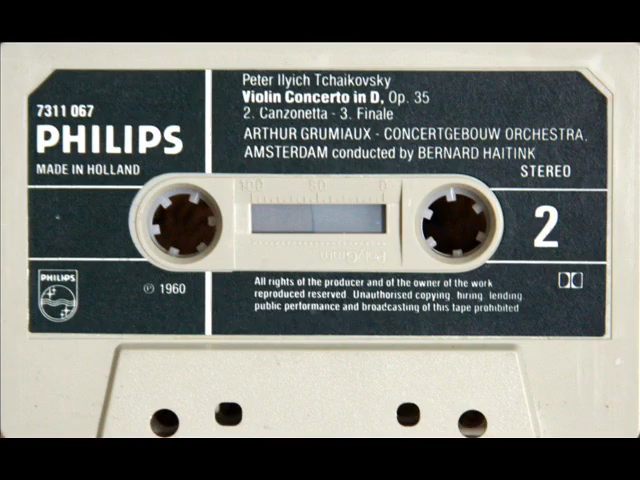 Peter Ilyich Tchaikovsky
Violin Concerto in D, Op. 35
2. Canzonetta - 3. Finale
ARTHUR GRUMIAUX - CONCERTGEBOUW ORCHESTRA,
AMSTERDAM conducted by BERNARD HAITINK
STEREO
7311 067
PHILIPS
MADE IN HOLLAND
100 50 0
PolyGram
2
PHILIPS
℗ 1960
All rights of the producer and of the owner of the work
reproduced reserved. Unauthorised copying, hiring, lending
public performance and broadcasting of this tape prohibited